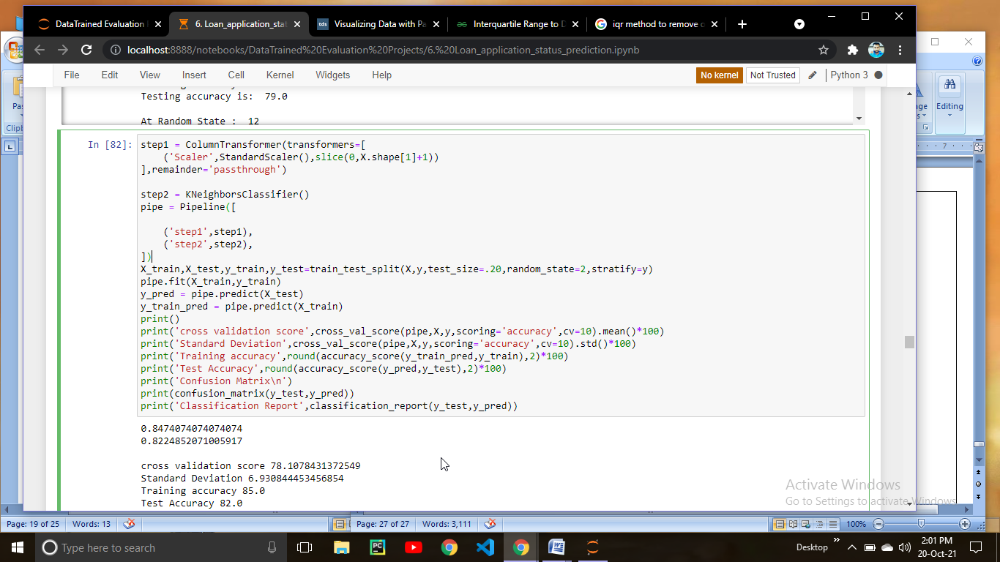 DataTrained Evaluation
6. Loan_application_stat
tds Visualizing Data with Pa
Interquartile Range to D
iqr method to remove o
localhost:8888/notebooks/DataTrained%20Evaluation%20Projects/6.%20Loan_application_status_prediction.ipynb
File Edit View Insert Cell Kernel Widgets Help
No kernel Not Trusted Python 3
Testing accuracy is:  79.0
At Random State :  12
In [82]:
step1 = ColumnTransformer(transformers=[
    ('Scaler',StandardScaler(),slice(0,X.shape[1]+1))
],remainder='passthrough')
step2 = KNeighborsClassifier()
pipe = Pipeline([
    ('step1',step1),
    ('step2',step2),
])
X_train,X_test,y_train,y_test=train_test_split(X,y,test_size=.20,random_state=2,stratify=y)
pipe.fit(X_train,y_train)
y_pred = pipe.predict(X_test)
y_train_pred = pipe.predict(X_train)
print()
print('cross validation score',cross_val_score(pipe,X,y,scoring='accuracy',cv=10).mean()*100)
print('Standard Deviation',cross_val_score(pipe,X,y,scoring='accuracy',cv=10).std()*100)
print('Training accuracy',round(accuracy_score(y_train_pred,y_train),2)*100)
print('Test Accuracy',round(accuracy_score(y_pred,y_test),2)*100)
print('Confusion Matrix\n')
print(confusion_matrix(y_test,y_pred))
print('Classification Report',classification_report(y_test,y_pred))
0.8474074074074074
0.8224852071005917
cross validation score 78.1078431372549
Standard Deviation 6.930844453456854
Training accuracy 85.0
Test Accuracy 82.0
Pas
Clipb
ge
s
Editing
7
Activate Windows
Go to Settings to activate Windows.
Page: 19 of 25 Words: 13
Page: 27 of 27 Words: 3,111
100%
Type here to search
Desktop
2:01 PM
20-Oct-21